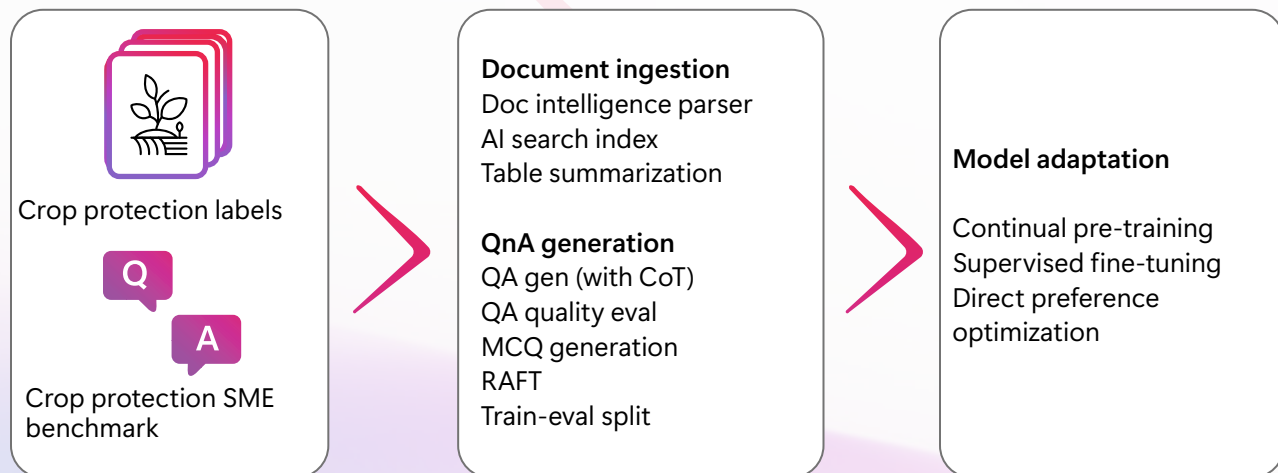 Crop protection labels
Q
A
Crop protection SME
benchmark
Document ingestion
Doc intelligence parser
AI search index
Table summarization
QnA generation
QA gen (with CoT)
QA quality eval
MCQ generation
RAFT
Train-eval split
Model adaptation
Continual pre-training
Supervised fine-tuning
Direct preference
optimization